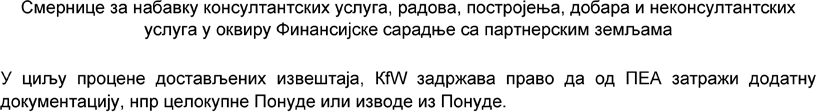 Смернице за набавку консултантских услуга, радова, постројења, добара и неконсултантских
услуга у оквиру Финансијске сарадње са партнерским земљама
У циљу процене достављених извештаја, KfW задржава право да од ПЕА затражи додатну
документацију, нпр целокупне Понуде или изводе из Понуде.